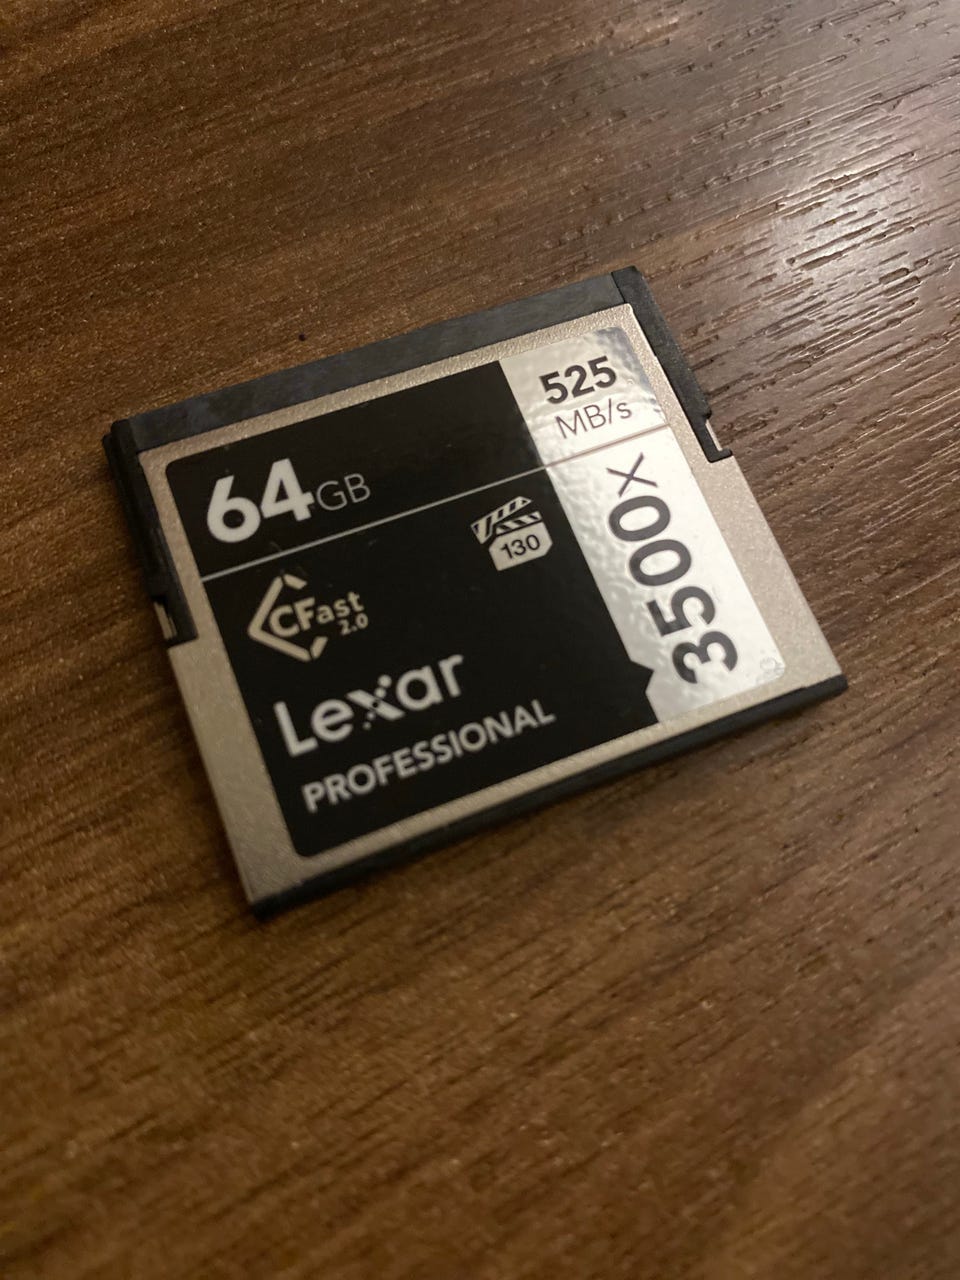 525
MB/s
64GB
3500x
130
CFast
2.0
Lexar
PROFESSIONAL